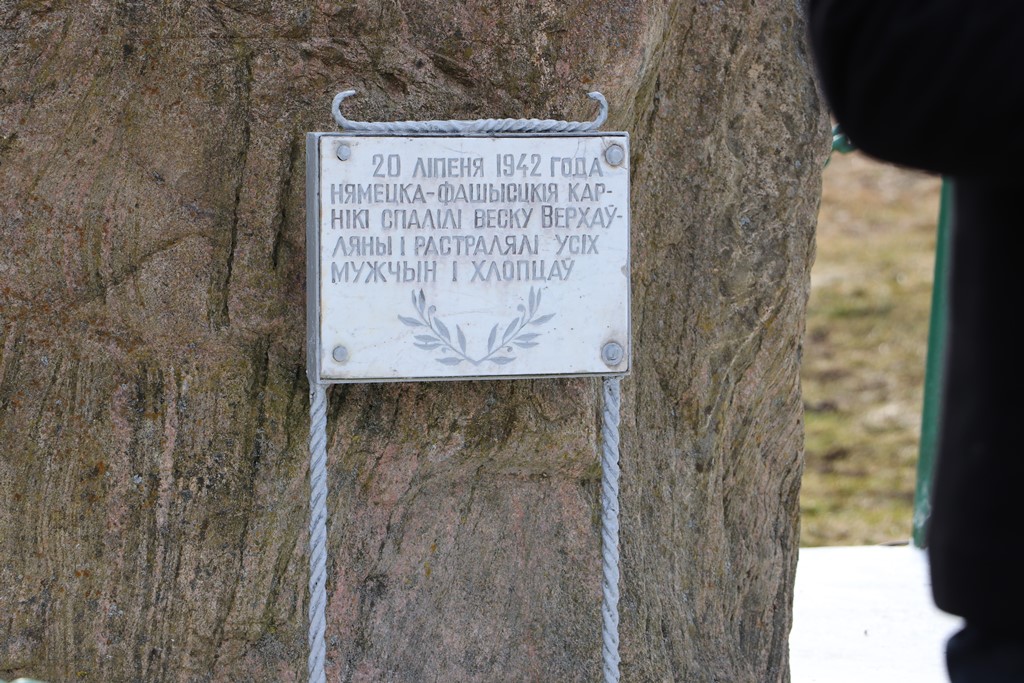 20 ЛІПЕНЯ 1942 ГОДА
НЯМЕЦКА-ФАШЫСЦКІЯ КАР-
НІКІ СПАЛІЛІ ВЕСКУ ВЕРХАЎ-
ЛЯНЫ І РАСТРАЛЯЛІ УСІХ
МУЖЧЫН І ХЛОПЦАЎ